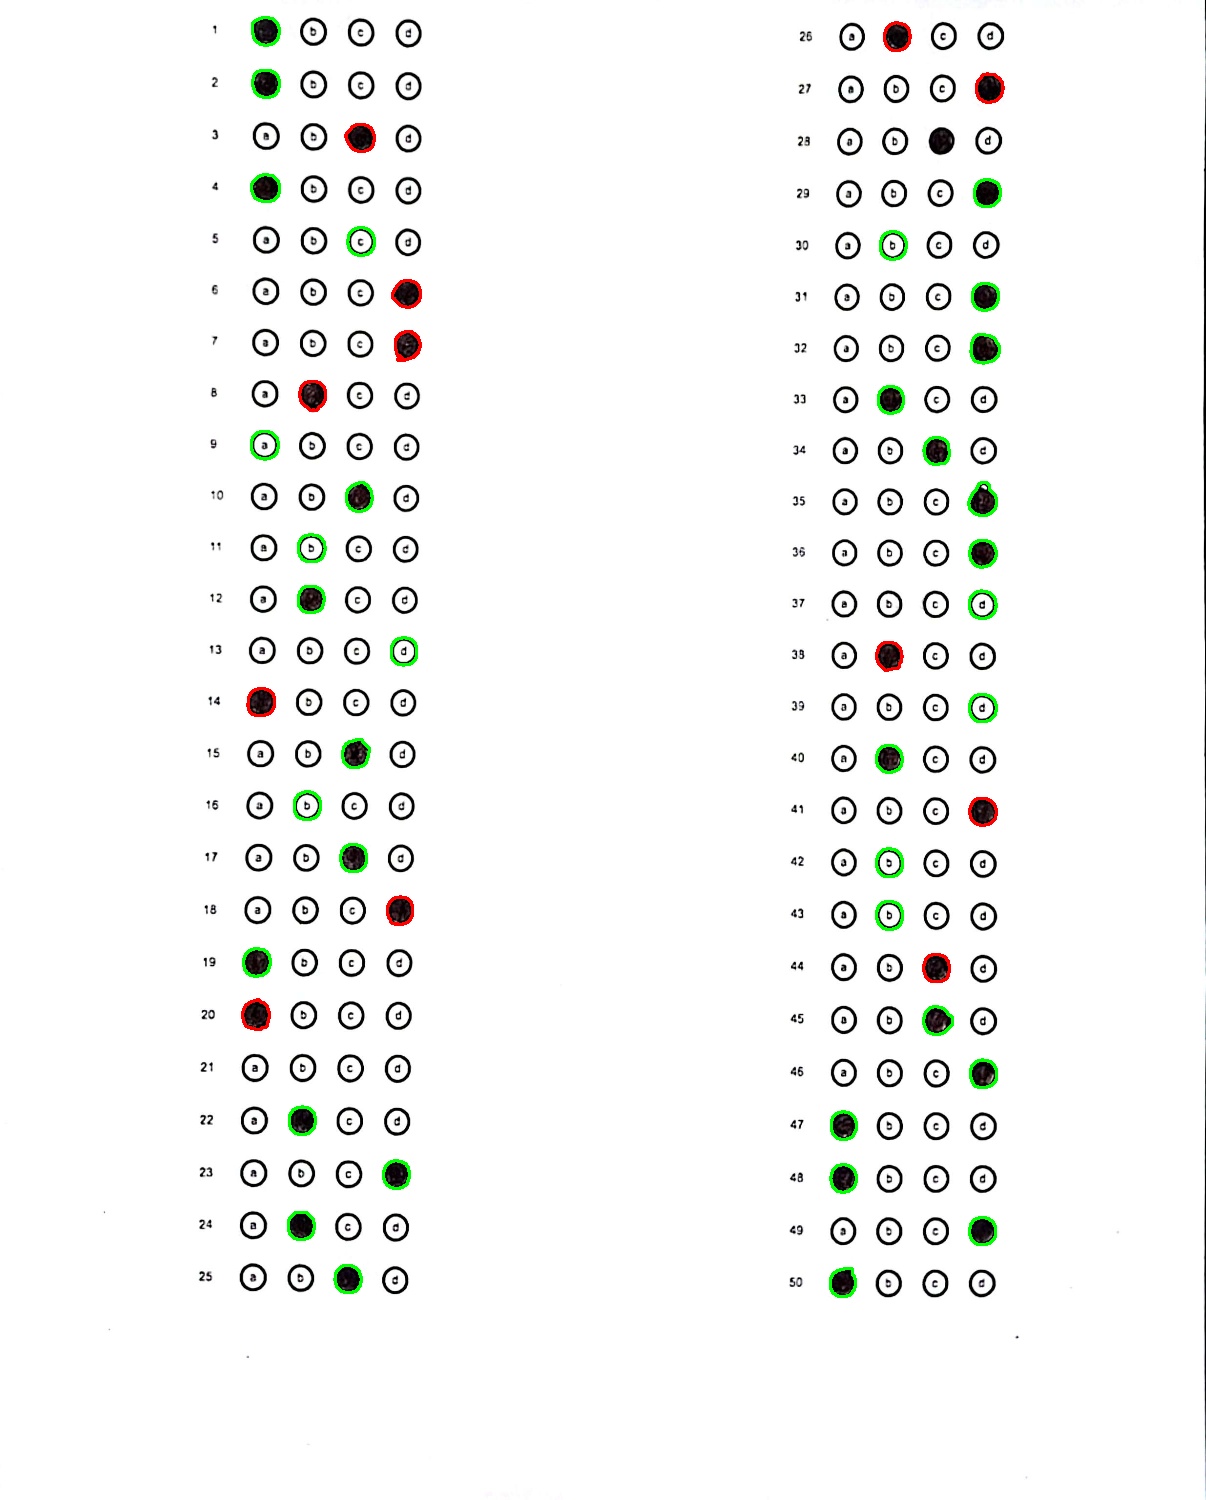 1 b c d
2 b c d
3 a b d
4 b c d
5 a b c d
6 a b c
7 a b c
8 a c d
9 a b c d
10 a b d
11 a b c d
12 a c d
13 a b c d
14 b c d
15 a b d
16 a b c d
17 a b d
18 a b c
19 b c d
20 b c d
21 a b c d
22 a c d
23 a b c
24 a c d
25 a b d
26 a c d
27 a b c
28 a b d
29 a b c
30 a b c d
31 a b c
32 a b c
33 a c d
34 a b d
35 a b c
36 a b c
37 a b c d
38 a c d
39 a b c d
40 a c d
41 a b c
42 a b c d
43 a b c d
44 a b d
45 a b d
46 a b c
47 b c d
48 b c d
49 a b c
50 b c d